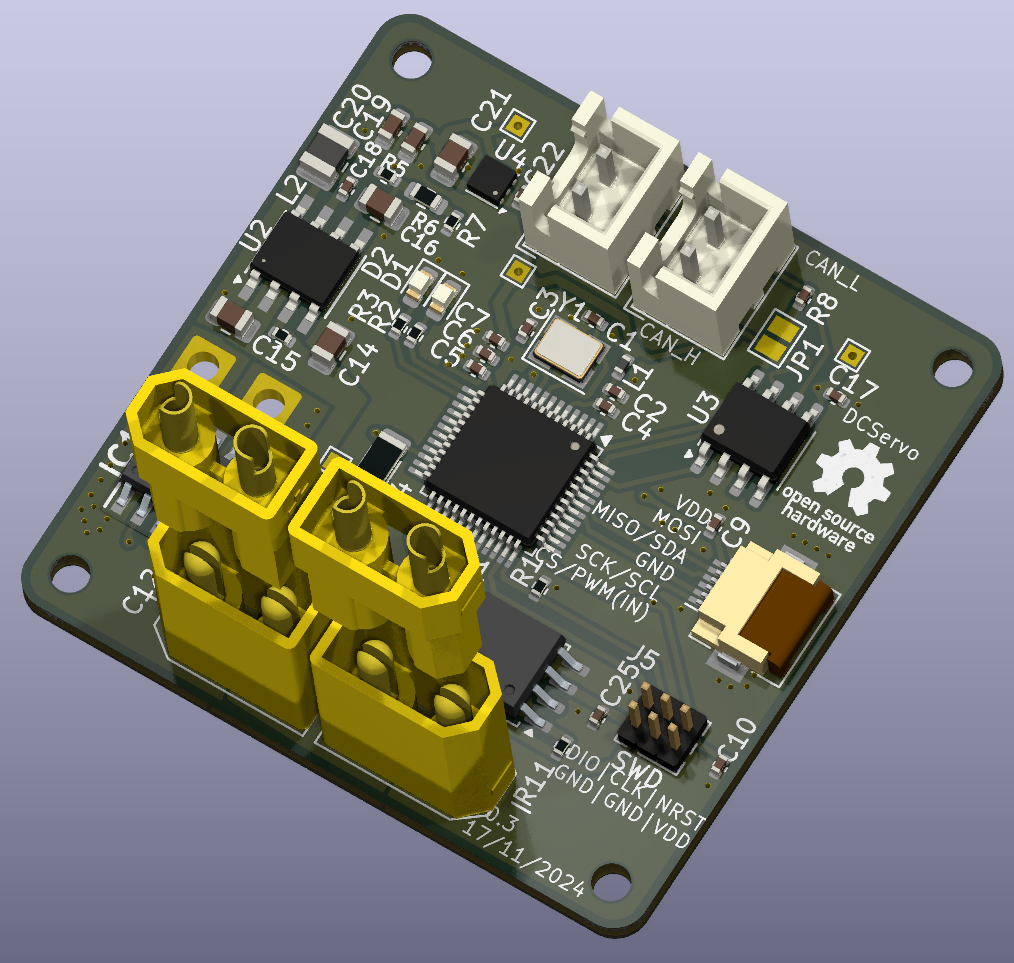 C20
C19
C21
U4
C22
C18
R5
L2
R6
C16
R7
U2
D2
D1
R3
R2
C7
C6
C5
C3
Y1
C1
L1
C2
C4
CAN_L
CAN_H
R8
JP1
C17
U3
DCServo
open source
hardware
C15
C14
VDD
MOSI
MISO/SDA
GND
SCK/SCL
CS/PWM(IN)
C9
R1
J5
C25
C10
SWD
DIO|CLK|NRST
GND|GND|VDD
R11
0.3
17/11/2024